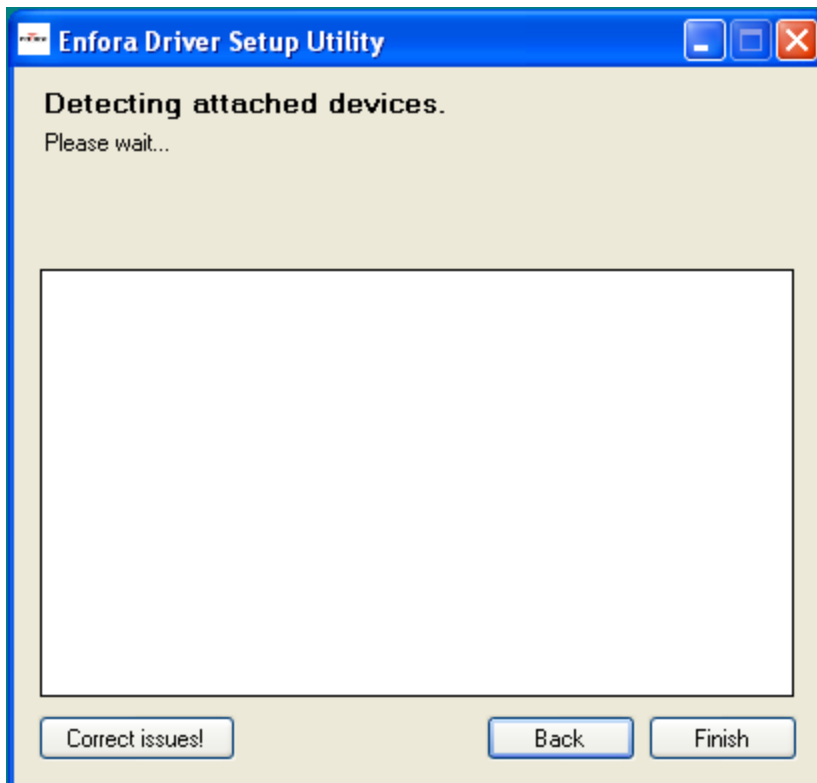 Enfora Driver Setup Utility
Detecting attached devices.
Please wait...
Correct issues!
Back
Finish